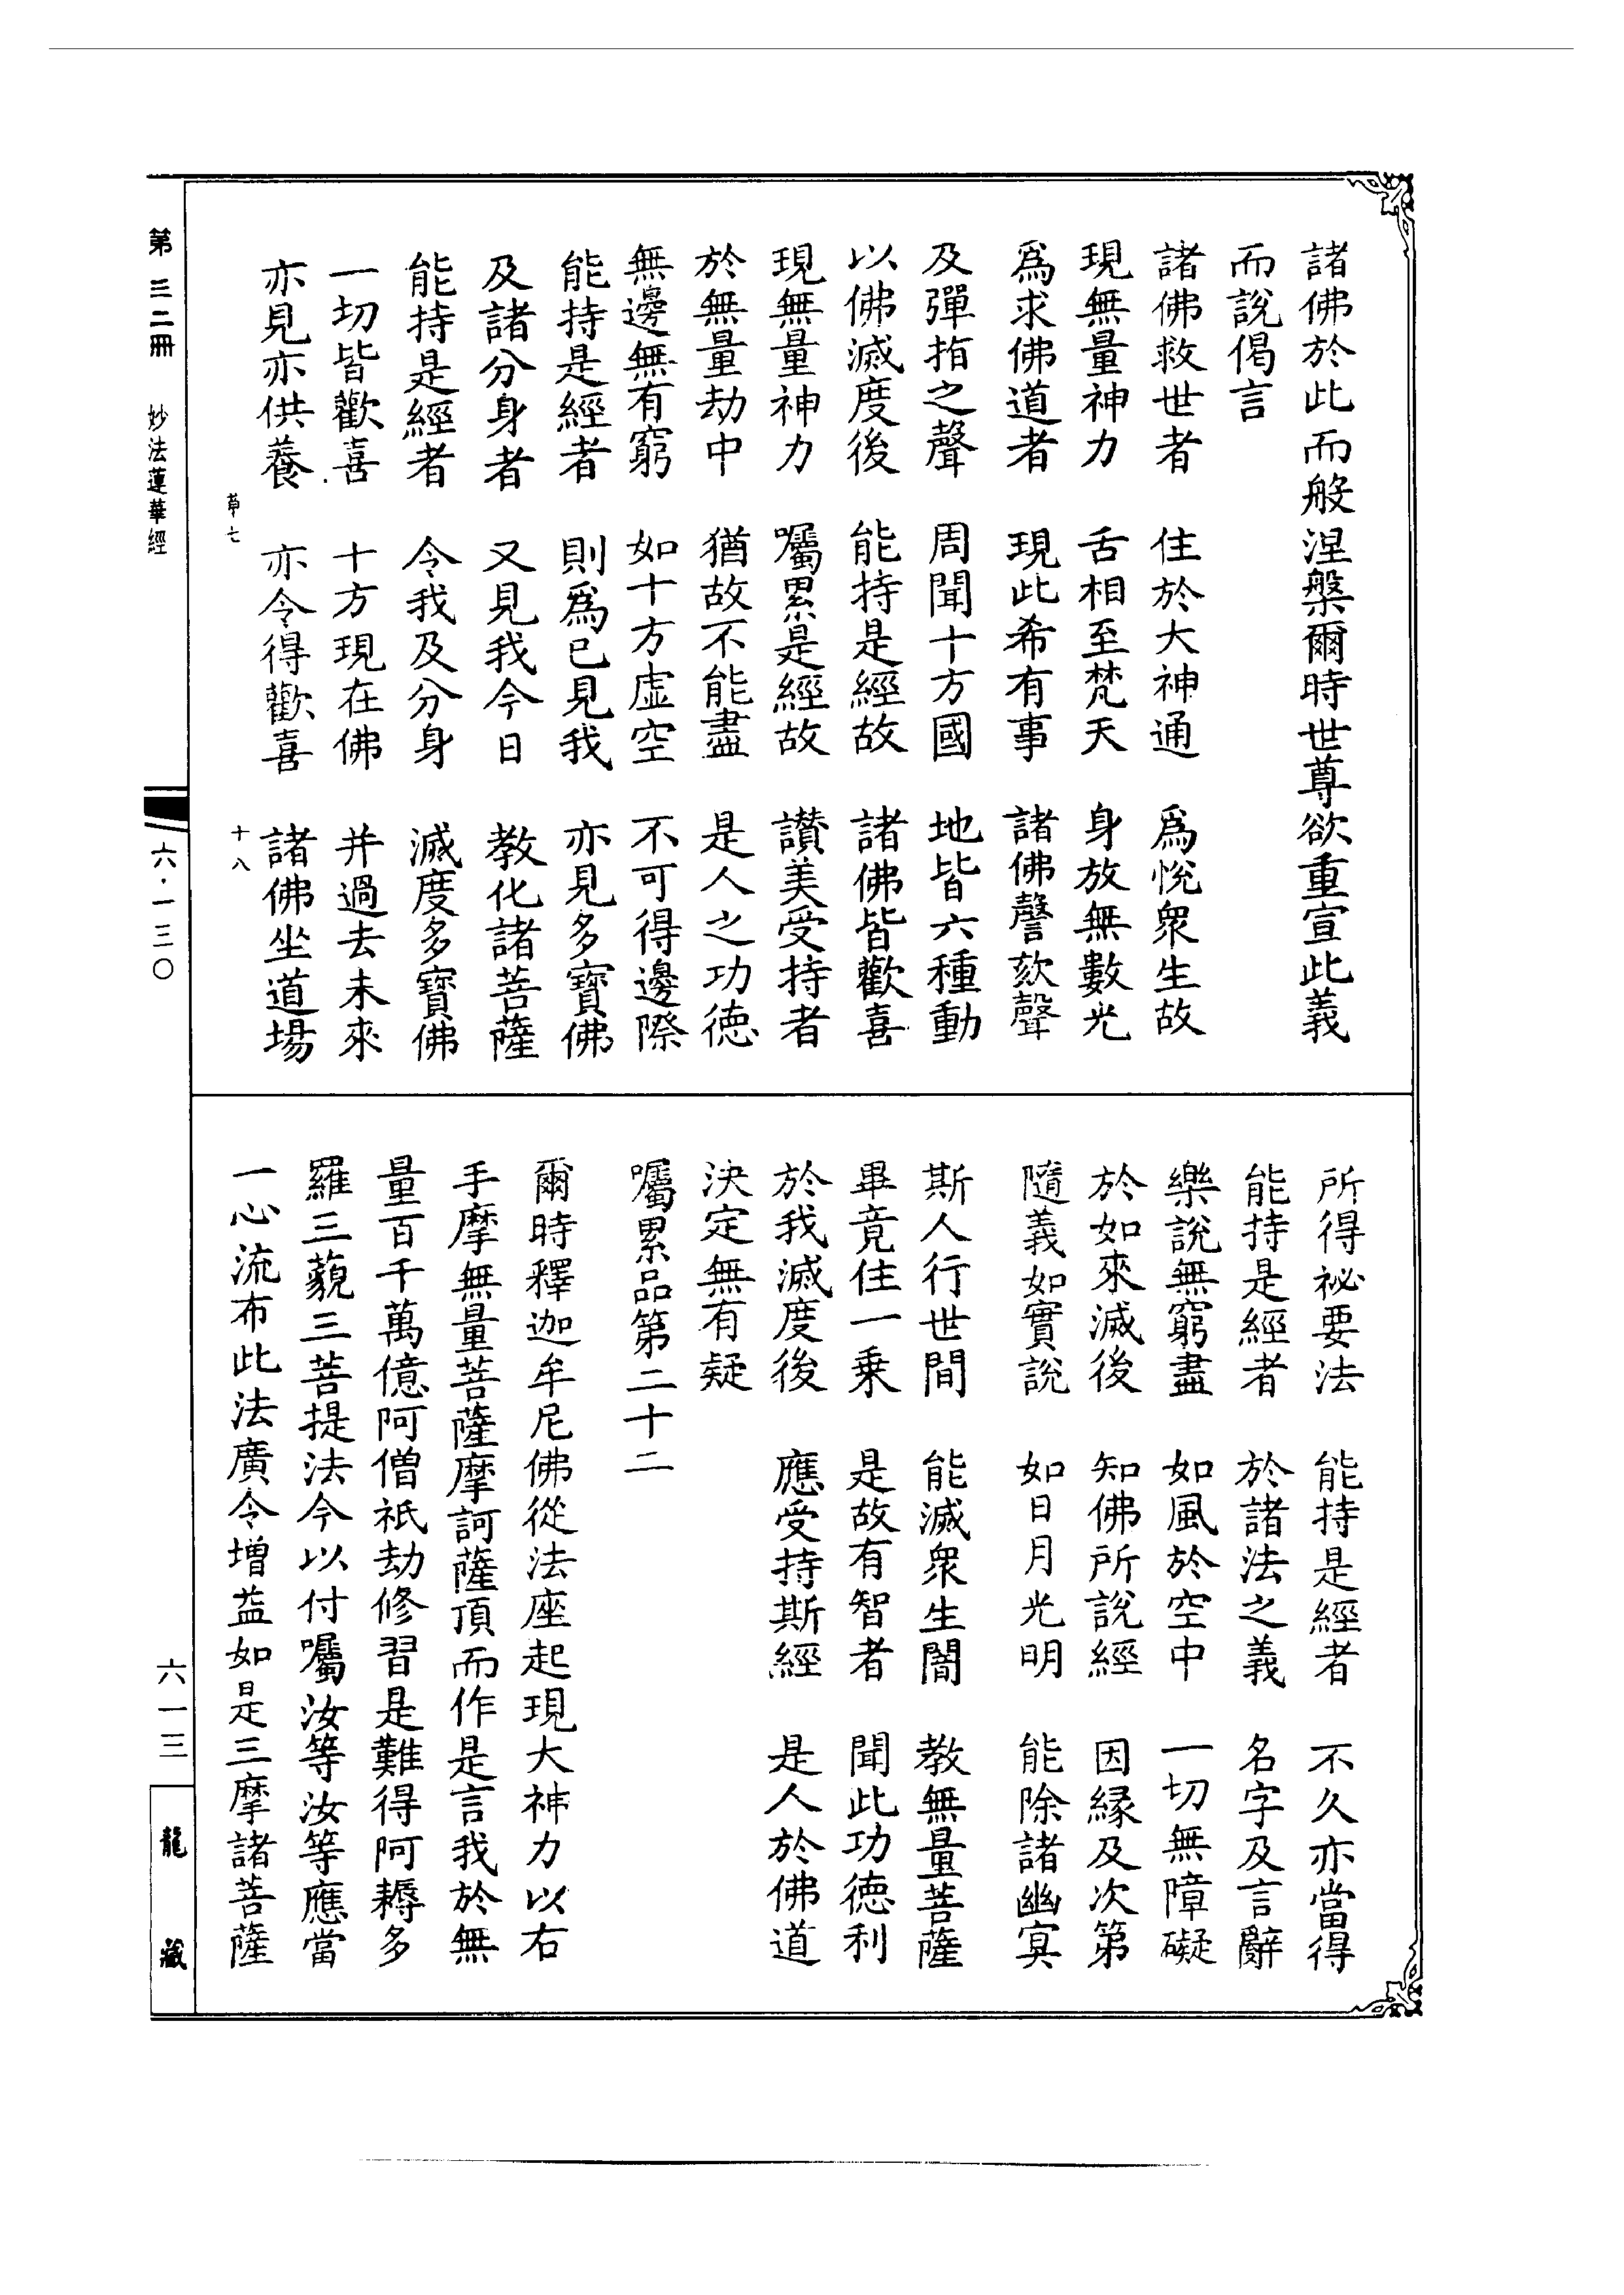 諸佛於此而般涅槃爾時世尊欲重宣此義
而說偈言
諸佛救世者　住於大神通　為悅眾生故
現無量神力　舌相至梵天　身放無數光
為求佛道者　現此希有事　諸佛謦欬聲
及彈指之聲　周聞十方國　地皆六種動
以佛滅度後　能持是經故　諸佛皆歡喜
現無量神力　囑累是經故　讚美受持者
於無量劫中　猶故不能盡　是人之功德
無邊無有窮　如十方虛空　不可得邊際
能持是經者　則為已見我　亦見多寶佛
及諸分身者　又見我今日　教化諸菩薩
能持是經者　令我及分身　滅度多寶佛
一切皆歡喜　十方現在佛　并過去未來
亦見亦供養　亦令得歡喜　諸佛坐道場
所得祕要法　能持是經者　不久亦當得
能持是經者　於諸法之義　名字及言辭
樂說無窮盡　如風於空中　一切無障礙
於如來滅後　知佛所說經　因緣及次第
隨義如實說　如日月光明　能除諸幽冥
斯人行世間　能滅眾生闇　教無量菩薩
畢竟住一乘　是故有智者　聞此功德利
於我滅度後　應受持斯經　是人於佛道
決定無有疑
囑累品第二十二
爾時釋迦牟尼佛從法座起現大神力以右
手摩無量菩薩摩訶薩頂而作是言我於無
量百千萬億阿僧祇劫修習是難得阿耨多
羅三藐三菩提法今以付囑汝等汝等應當
一心流布此法廣令增益如是三摩諸菩薩
第三二冊　妙法蓮華經
六·一三〇
六一三
龍藏